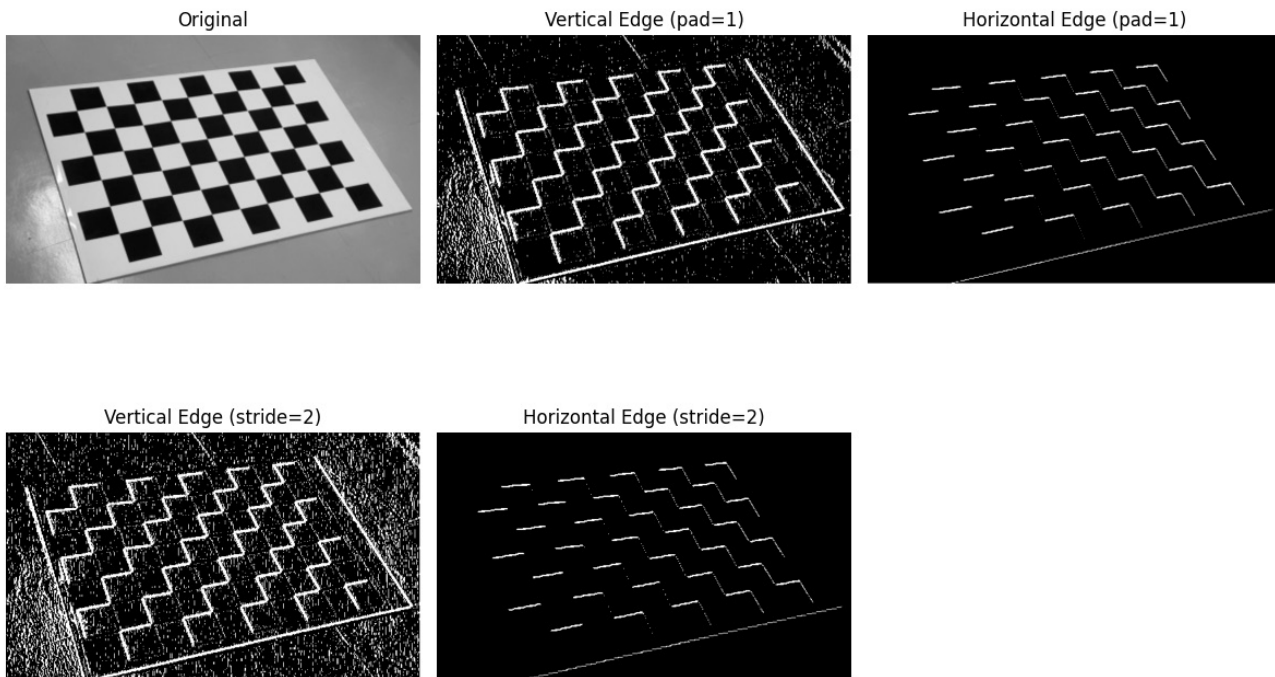 Original
Vertical Edge (pad=1)
Horizontal Edge (pad=1)
Vertical Edge (stride=2)
Horizontal Edge (stride=2)